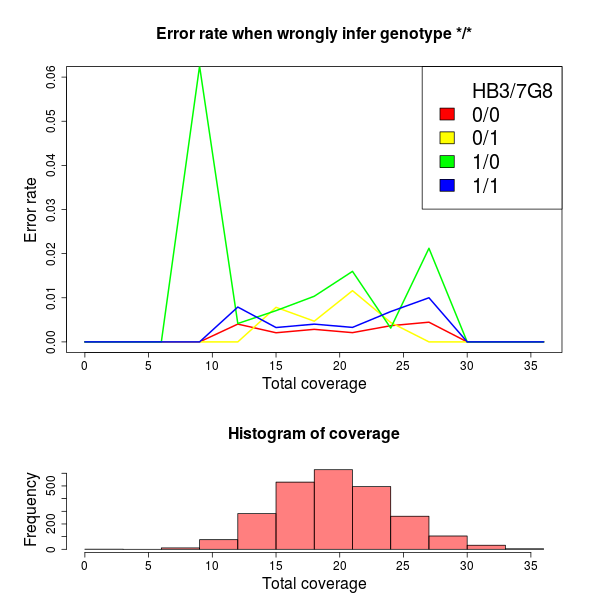 Error rate when wrongly infer genotype */*
0.06
0.05
0.04
0.03
0.02
0.01
0.00
Error rate
HB3/7G8
0/0
0/1
1/0
1/1
0 5 10 15 20 25 30 35
Total coverage
Histogram of coverage
500
200
0
Frequency
0 5 10 15 20 25 30 35
Total coverage